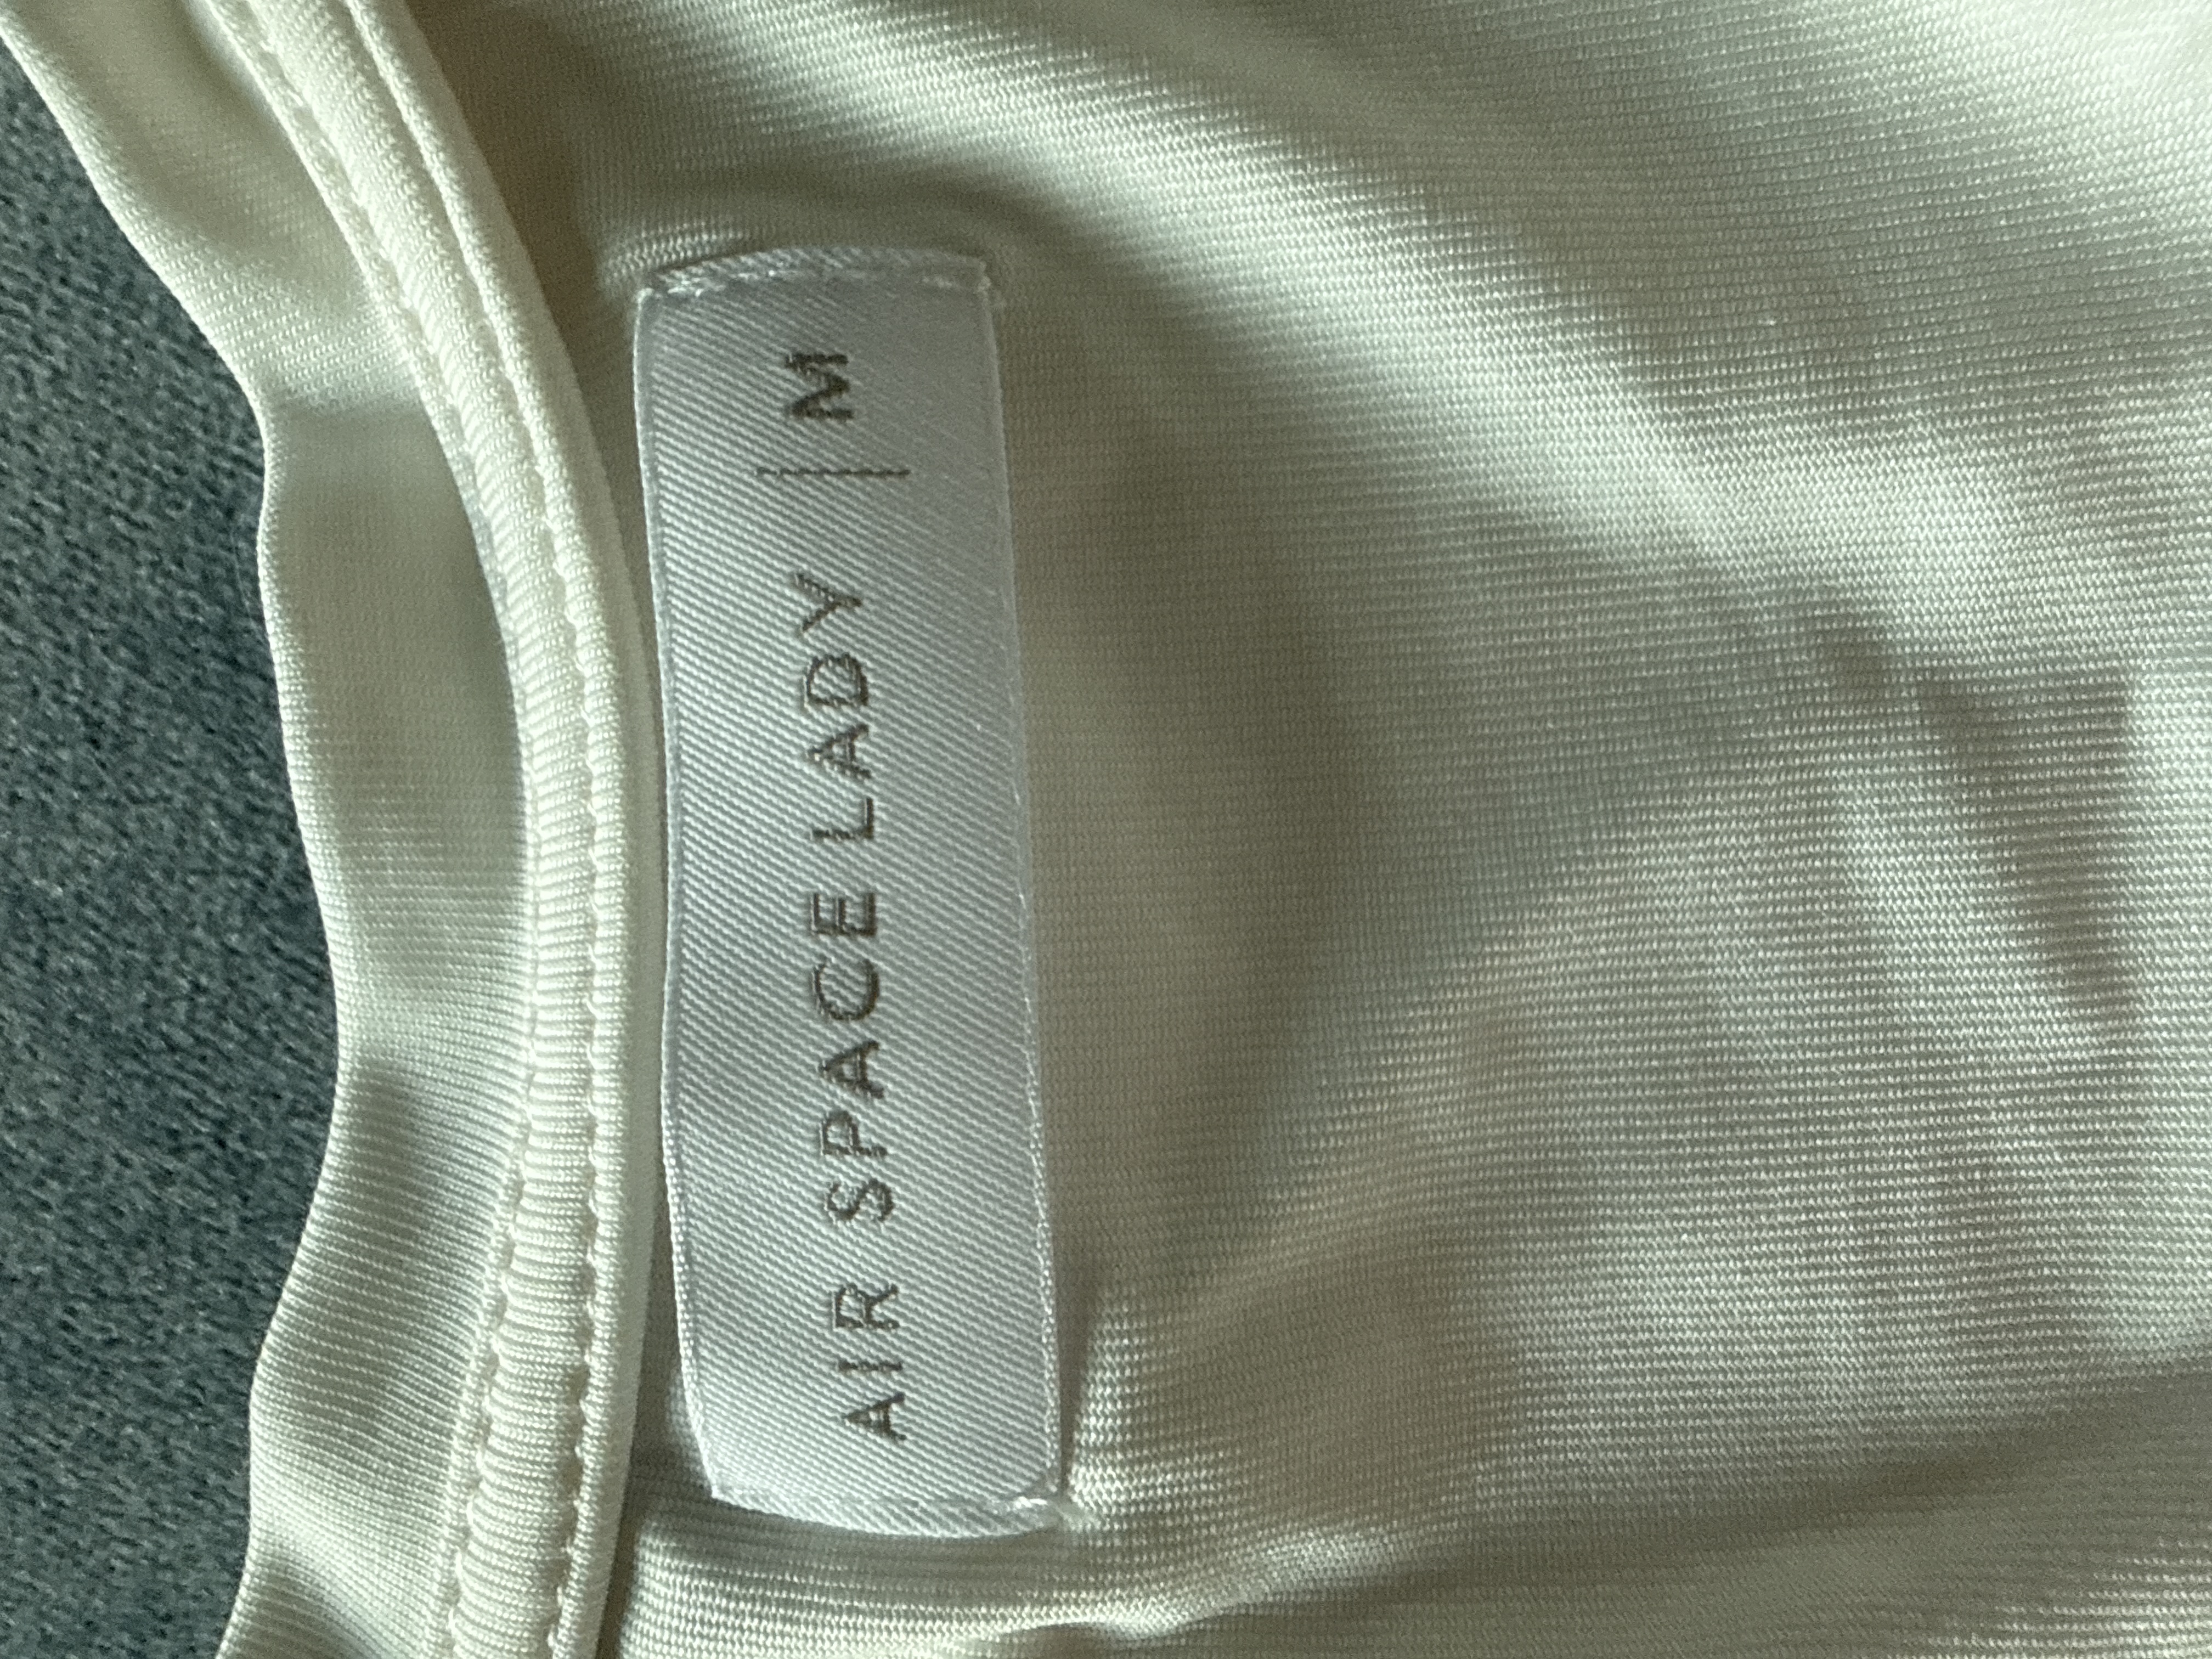 AIR SPACE LADY | M